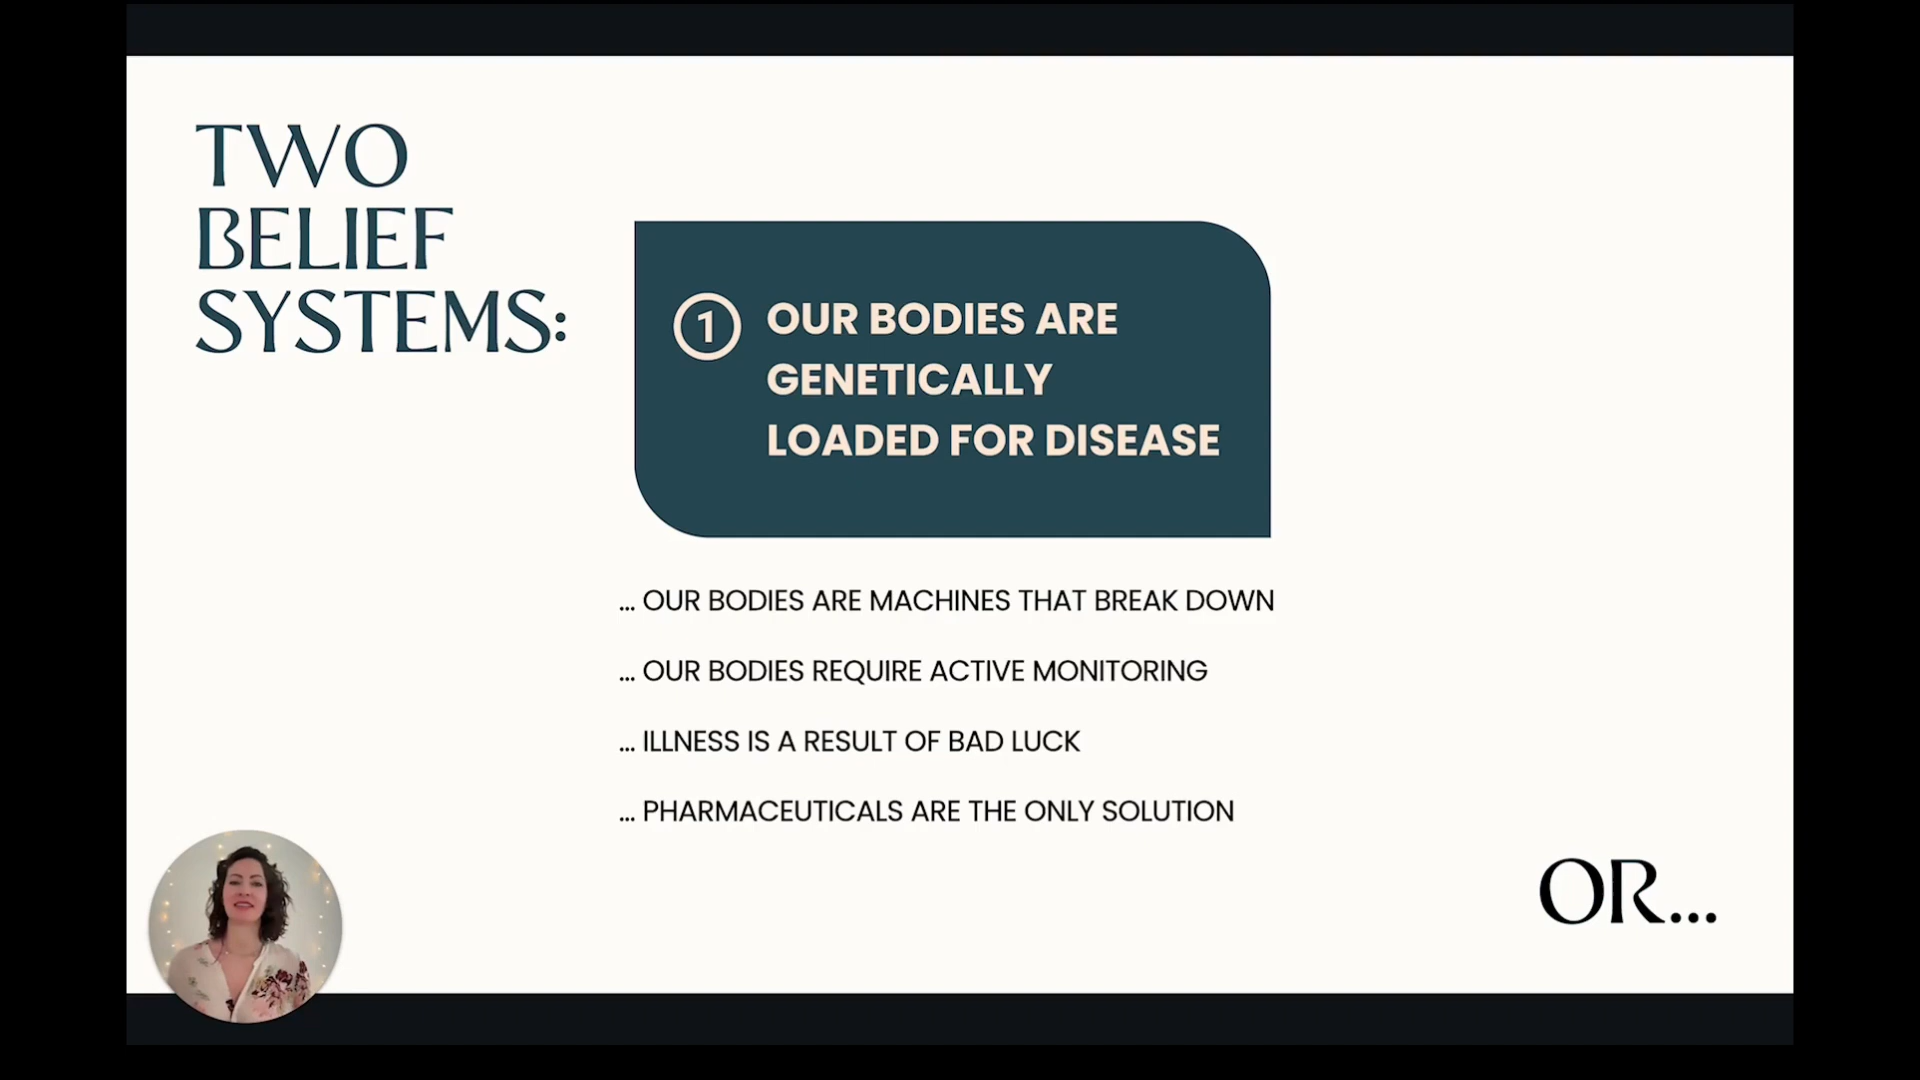 TWO
BELIEF
SYSTEMS:
1 OUR BODIES ARE
GENETICALLY
LOADED FOR DISEASE
... OUR BODIES ARE MACHINES THAT BREAK DOWN
... OUR BODIES REQUIRE ACTIVE MONITORING
... ILLNESS IS A RESULT OF BAD LUCK
... PHARMACEUTICALS ARE THE ONLY SOLUTION
OR...